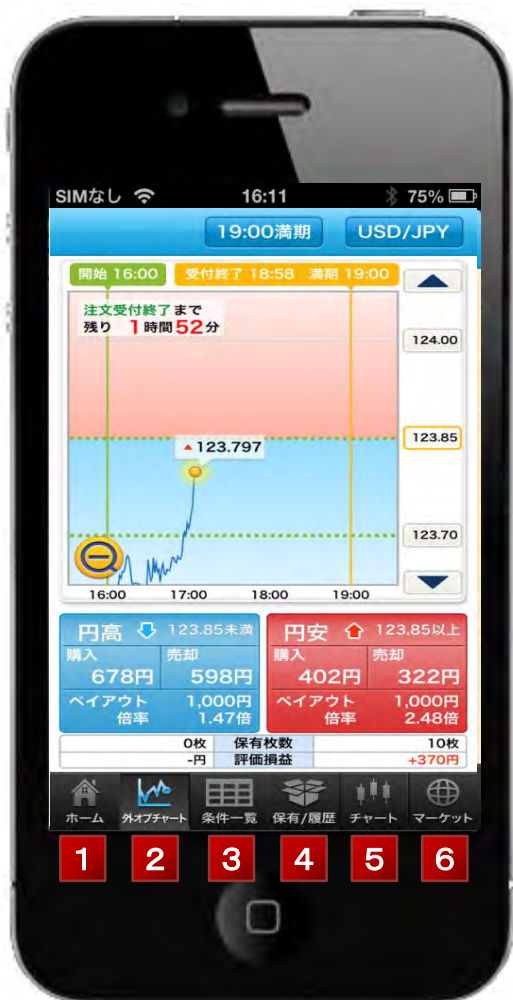 SIMなし 16:11 75%
19:00満期 USD/JPY
開始 16:00 受付終了 18:58 満期 19:00
注文受付終了まで
残り 1時間52分
124.00
123.85
123.797
123.70
16:00 17:00 18:00 19:00
円高 123.85未満 円安 123.85以上
購入 売却 購入 売却
678円 598円 402円 322円
ペイアウト 1,000円 ペイアウト 1,000円
倍率 1.47倍 倍率 2.48倍
0枚 保有枚数 10枚
-円 評価損益 +370円
ホーム 外オプチャート 条件一覧 保有/履歴 チャート マーケット
1 2 3 4 5 6